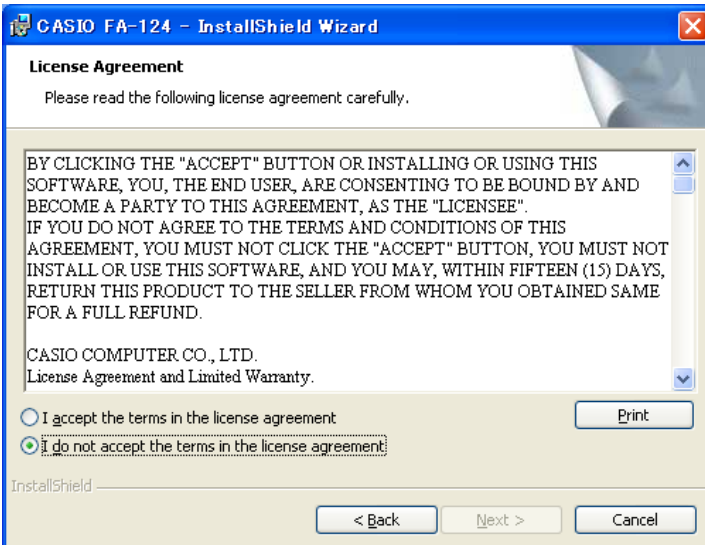 CASIO FA-124 - InstallShield Wizard
License Agreement
Please read the following license agreement carefully.
BY CLICKING THE "ACCEPT" BUTTON OR INSTALLING OR USING THIS
SOFTWARE, YOU, THE END USER, ARE CONSENTING TO BE BOUND BY AND
BECOME A PARTY TO THIS AGREEMENT, AS THE "LICENSEE".
IF YOU DO NOT AGREE TO THE TERMS AND CONDITIONS OF THIS
AGREEMENT, YOU MUST NOT CLICK THE "ACCEPT" BUTTON, YOU MUST NOT
INSTALL OR USE THIS SOFTWARE, AND YOU MAY, WITHIN FIFTEEN (15) DAYS,
RETURN THIS PRODUCT TO THE SELLER FROM WHOM YOU OBTAINED SAME
FOR A FULL REFUND.
CASIO COMPUTER CO., LTD.
License Agreement and Limited Warranty.
I accept the terms in the license agreement
Print
I do not accept the terms in the license agreement
InstallShield
< Back
Next >
Cancel